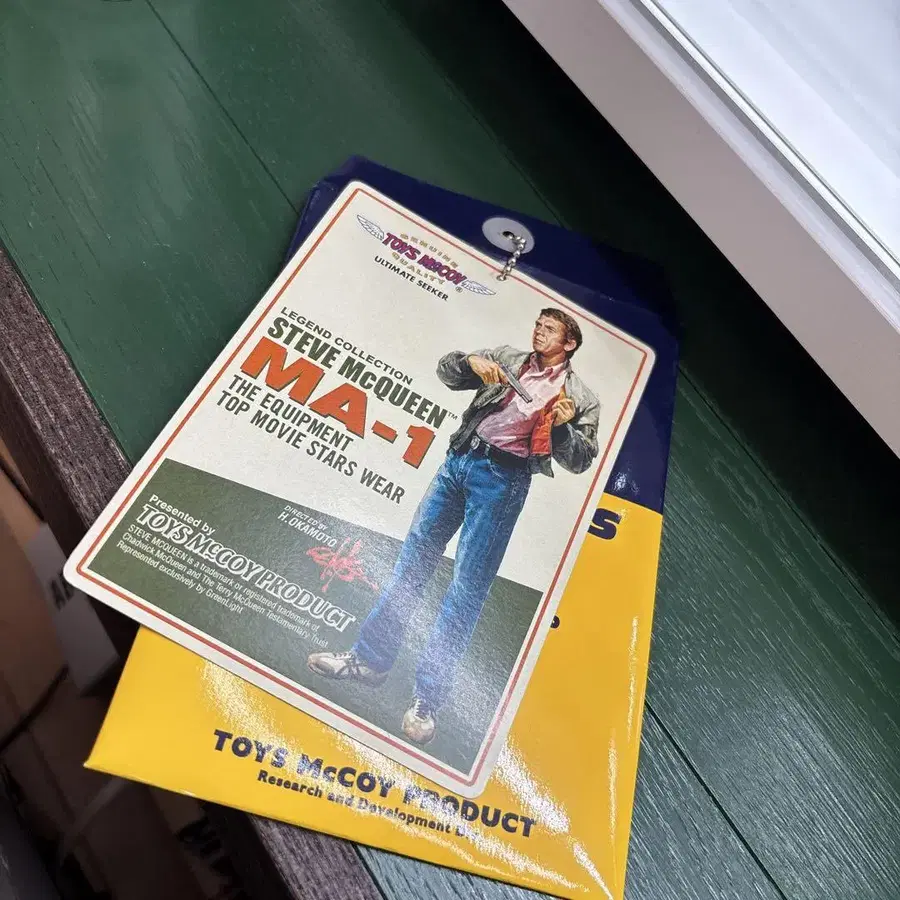 GENUINE
TOYS McCOY
QUALITY
ULTIMATE SEEKER
LEGEND COLLECTION
STEVE McQUEEN™
MA-1
THE EQUIPMENT
TOP MOVIE STARS WEAR
DIRECTED BY
H.OKAMOTO
Presented by
TOYS McCOY PRODUCT
STEVE MCQUEEN is a trademark or registered trademark of
Chadwick McQueen and The Terry McQueen Testamentary Trust
Represented exclusively by GreenLight
S
TOYS McCOY PRODUCT
Research and Development